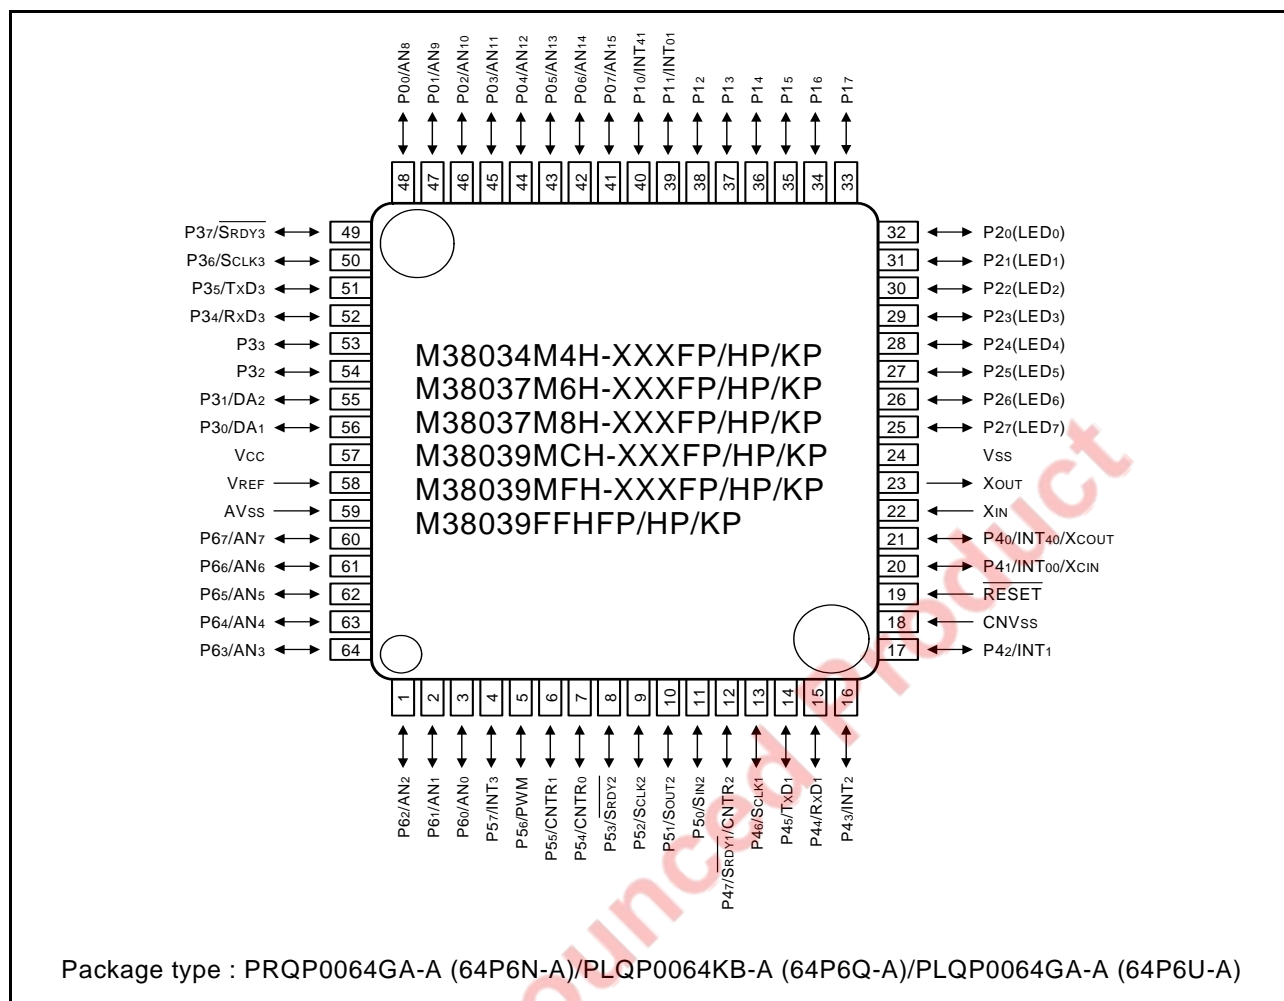 P00/AN8
P01/AN9
P02/AN10
P03/AN11
P04/AN12
P05/AN13
P06/AN14
P07/AN15
P10/INT41
P11/INT01
P12
P13
P14
P15
P16
P17
48 47 46 45 44 43 42 41 40 39 38 37 36 35 34 33
P37/SRDY3 49
P36/SCLK3 50
P35/TXD3 51
P34/RXD3 52
P33 53
P32 54
P31/DA2 55
P30/DA1 56
VCC 57
VREF 58
AVSS 59
P67/AN7 60
P66/AN6 61
P65/AN5 62
P64/AN4 63
P63/AN3 64
M38034M4H-XXXFP/HP/KP
M38037M6H-XXXFP/HP/KP
M38037M8H-XXXFP/HP/KP
M38039MCH-XXXFP/HP/KP
M38039MFH-XXXFP/HP/KP
M38039FFHFP/HP/KP
32 P20(LED0)
31 P21(LED1)
30 P22(LED2)
29 P23(LED3)
28 P24(LED4)
27 P25(LED5)
26 P26(LED6)
25 P27(LED7)
24 VSS
23 XOUT
22 XIN
21 P40/INT40/XCOUT
20 P41/INT00/XCIN
19 RESET
18 CNVSS
17 P42/INT1
1 2 3 4 5 6 7 8 9 10 11 12 13 14 15 16
P62/AN2
P61/AN1
P60/AN0
P57/INT3
P56/PWM
P55/CNTR1
P54/CNTR0
P53/SRDY2
P52/SCLK2
P51/SOUT2
P50/SIN2
P47/SRDY1/CNTR2
P46/SCLK1
P45/TXD1
P44/RXD1
P43/INT2
Package type : PRQP0064GA-A (64P6N-A)/PLQP0064KB-A (64P6Q-A)/PLQP0064GA-A (64P6U-A)
ounced Product